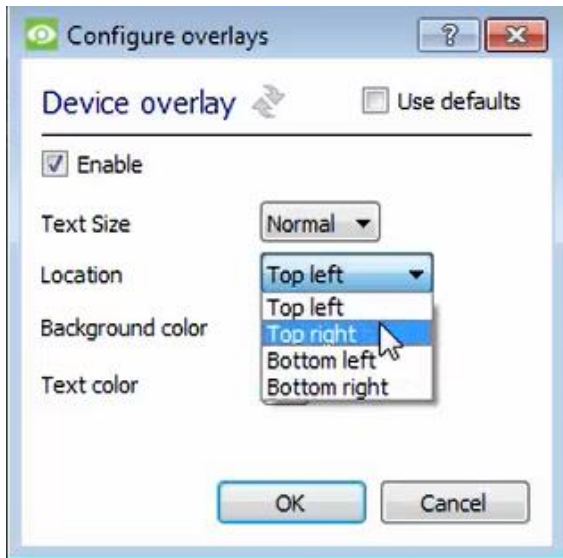 Configure overlays
Device overlay Use defaults
Enable
Text Size Normal
Location Top left
Top left
Top right
Background color
Bottom left
Text color Bottom right
OK Cancel